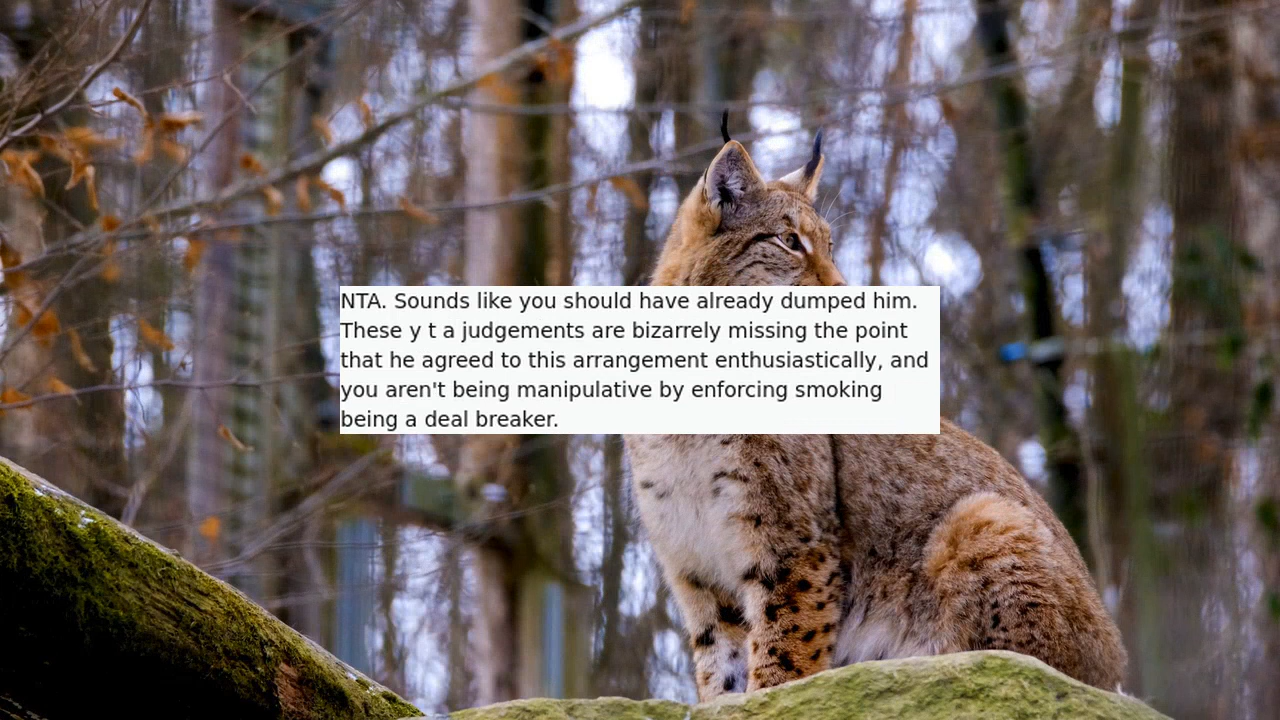 NTA. Sounds like you should have already dumped him.
These y t a judgements are bizarrely missing the point
that he agreed to this arrangement enthusiastically, and
you aren't being manipulative by enforcing smoking
being a deal breaker.